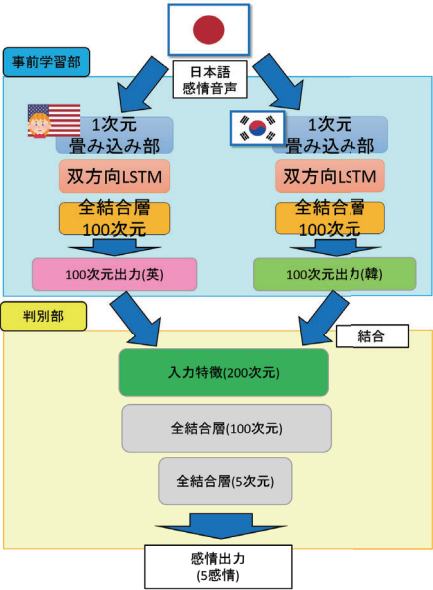 事前学習部
日本語
感情音声
1次元
畳み込み部
双方向LSTM
全結合層
100次元
100次元出力(英)
1次元
畳み込み部
双方向LSTM
全結合層
100次元
100次元出力(韓)
判別部
結合
入力特徴(200次元)
全結合層(100次元)
全結合層(5次元)
感情出力
(5感情)